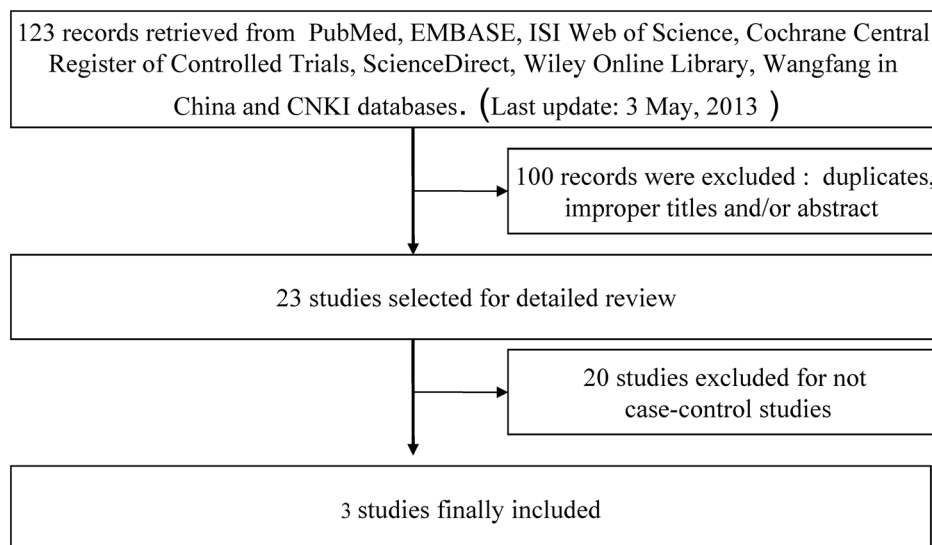 123 records retrieved from PubMed, EMBASE, ISI Web of Science, Cochrane Central
Register of Controlled Trials, ScienceDirect, Wiley Online Library, Wangfang in
China and CNKI databases. (Last update: 3 May, 2013 )
100 records were excluded : duplicates,
improper titles and/or abstract
23 studies selected for detailed review
20 studies excluded for not
case-control studies
3 studies finally included